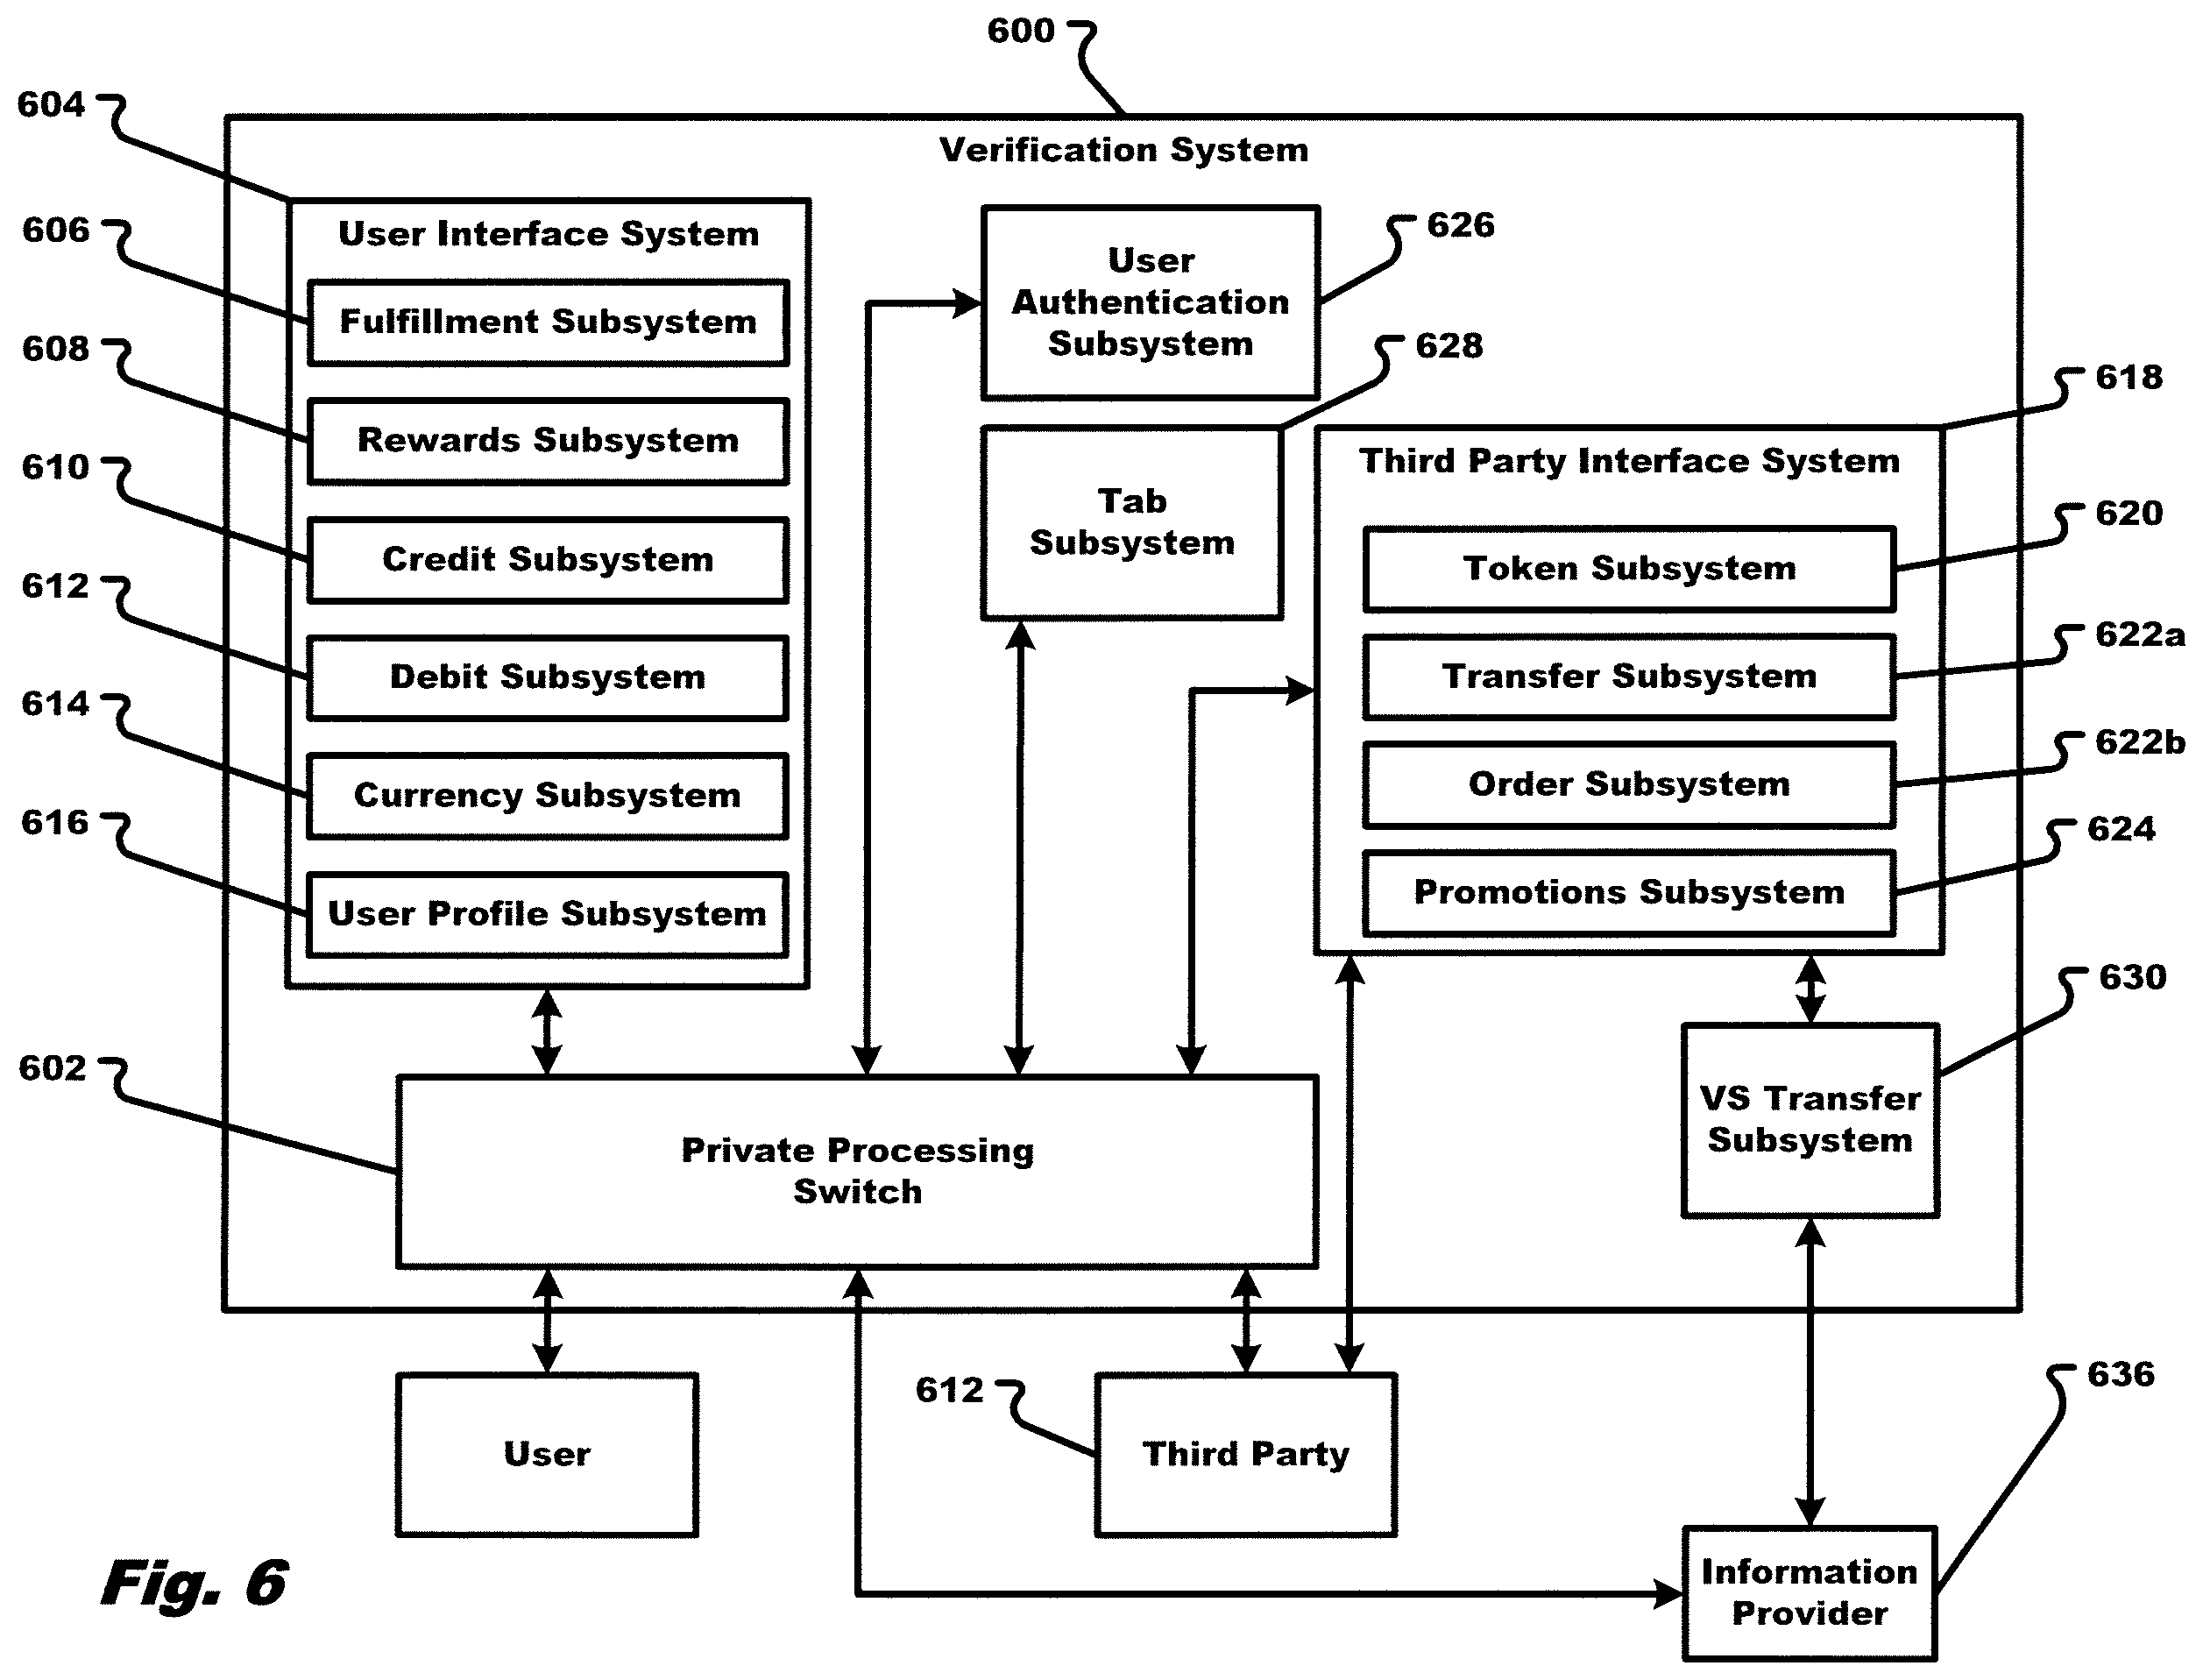 600
604
Verification System
User Interface System
606
Fulfillment Subsystem
608
Rewards Subsystem
610
Credit Subsystem
612
Debit Subsystem
614
Currency Subsystem
616
User Profile Subsystem
User
Authentication
Subsystem
626
628
Tab
Subsystem
618
Third Party Interface System
620
Token Subsystem
622a
Transfer Subsystem
622b
Order Subsystem
624
Promotions Subsystem
630
VS Transfer
Subsystem
602
Private Processing
Switch
User
612
Third Party
636
Information
Provider
Fig. 6